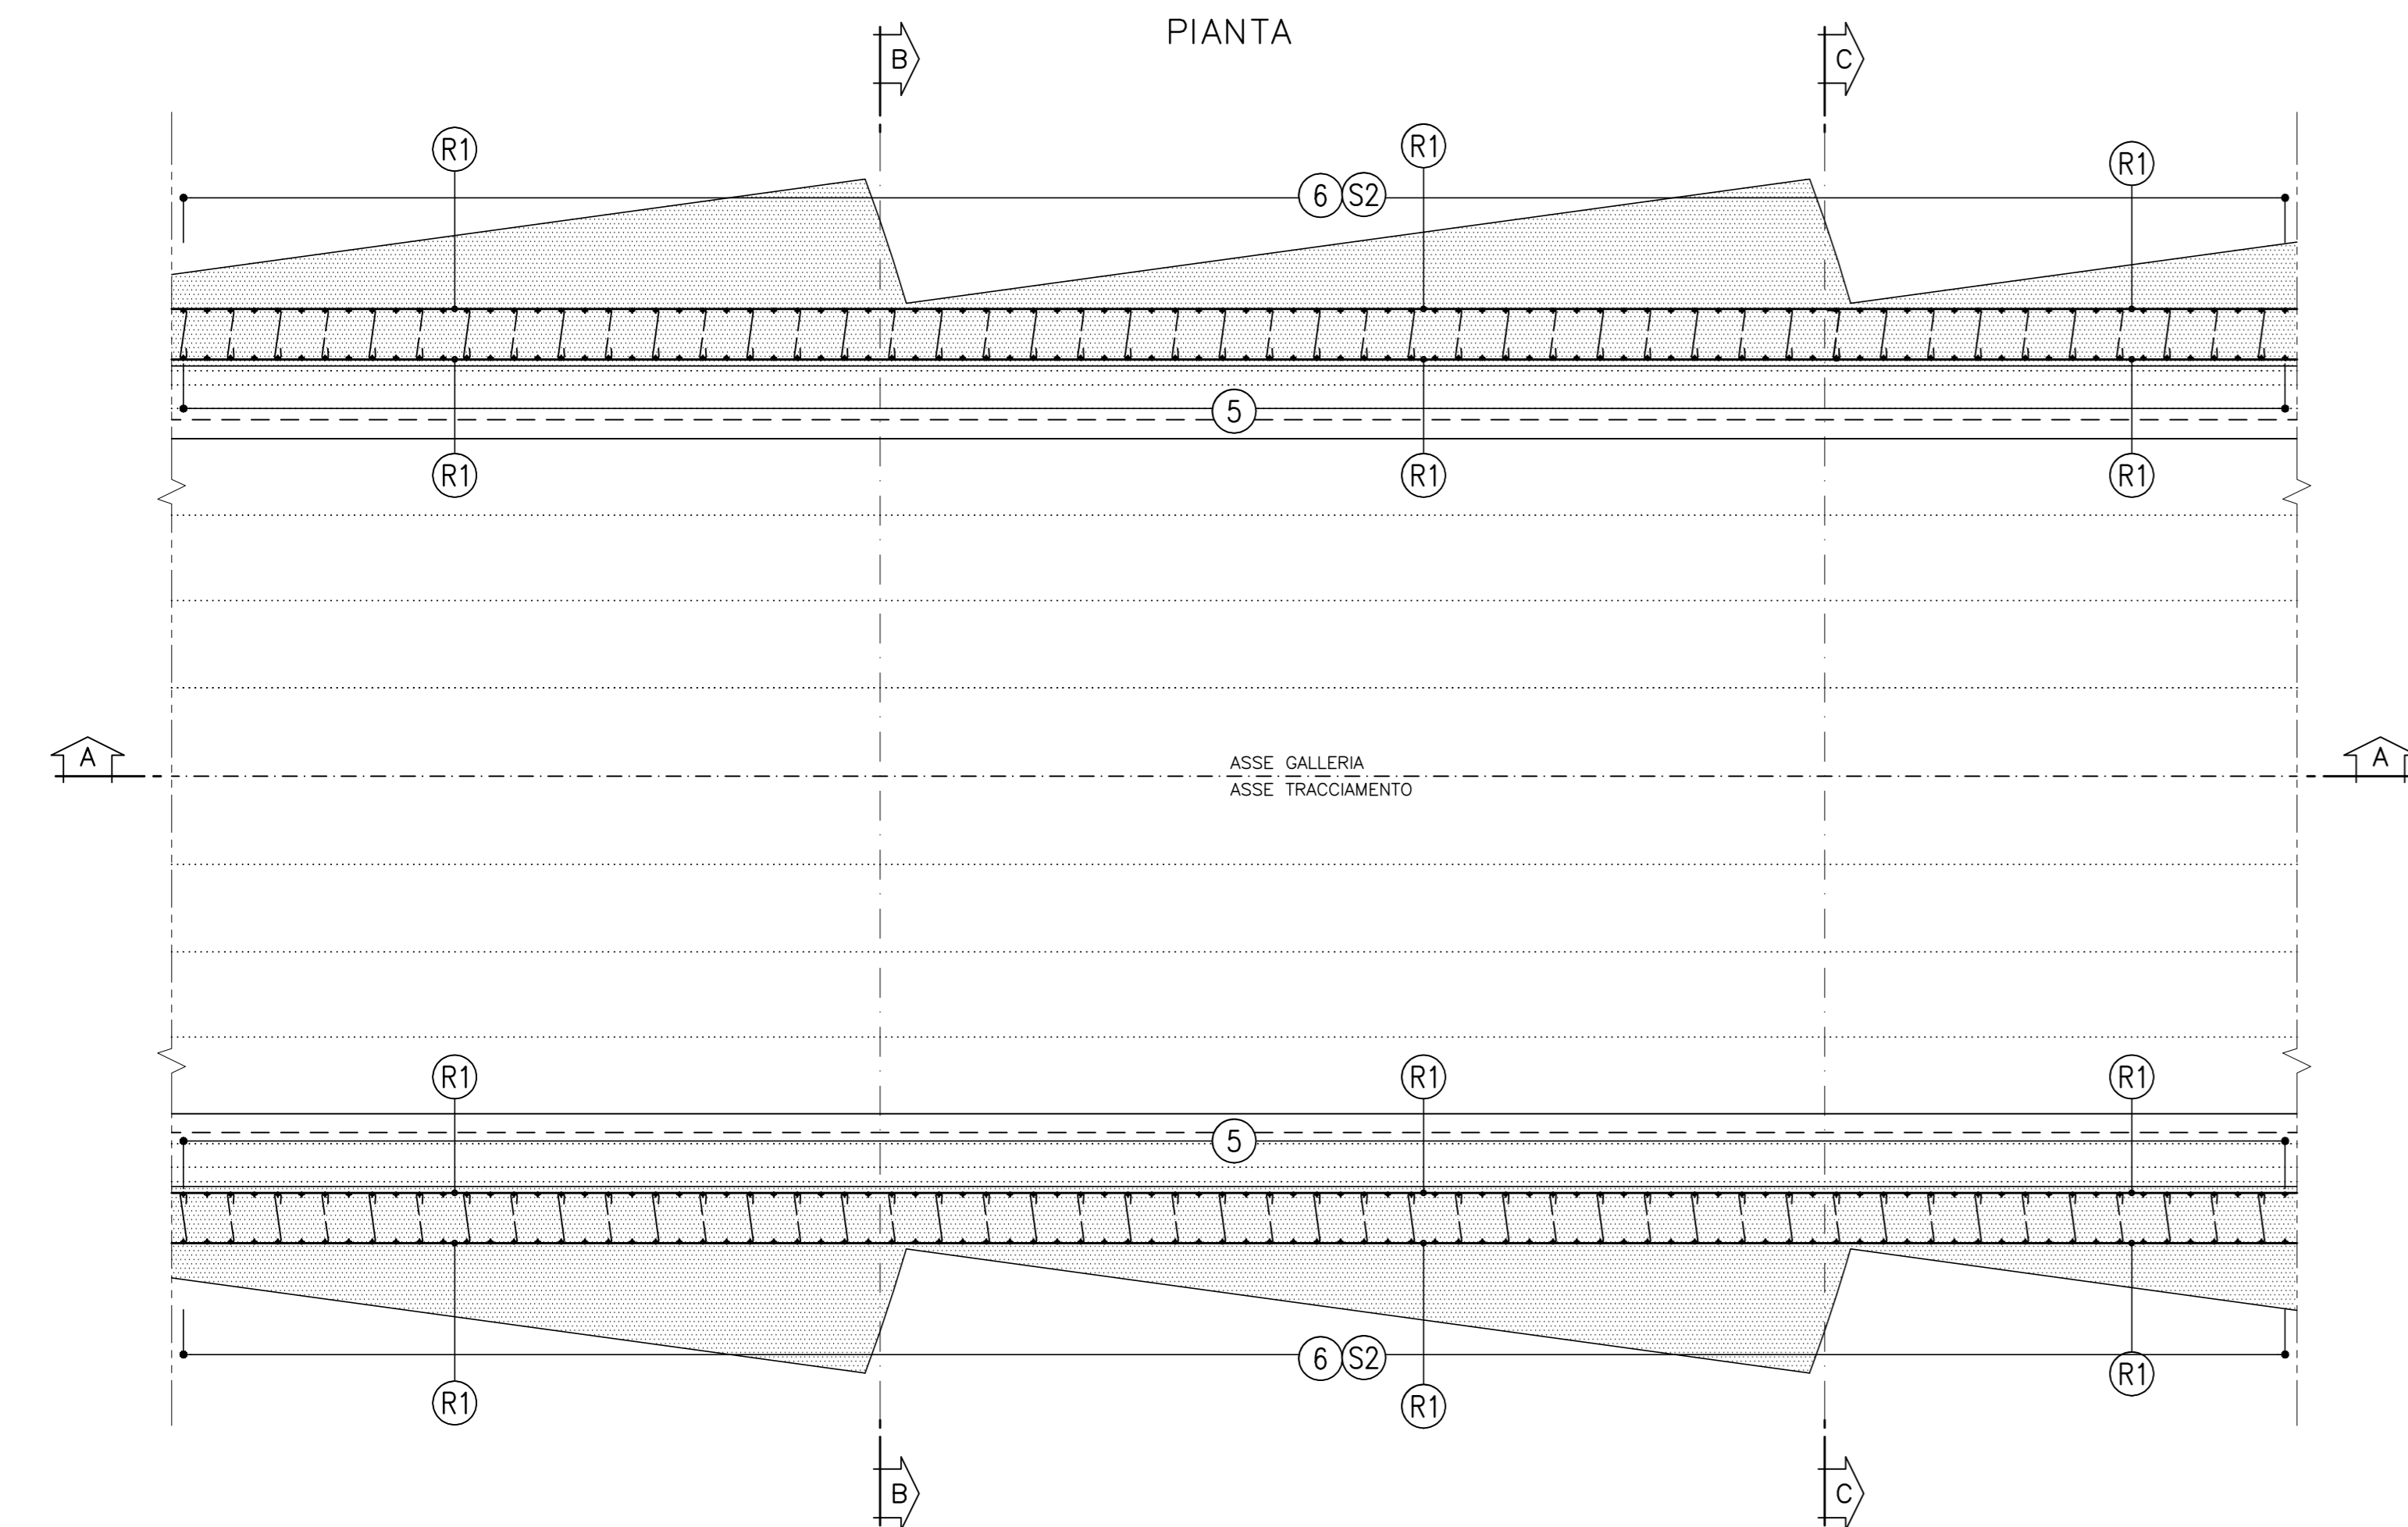 PIANTA
B
C
R1
R1
R1
6 S2
5
R1
R1
R1
A
ASSE GALLERIA
A
ASSE TRACCIAMENTO
R1
R1
R1
5
6 S2
R1
R1
R1
B
C